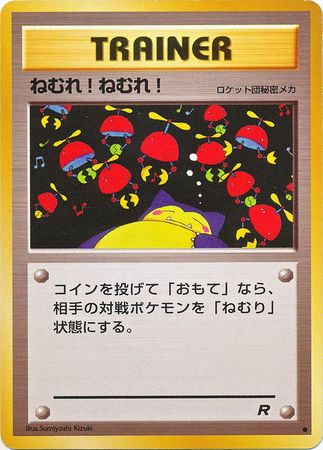 TRAINER
ねむれ！ねむれ！
ロケット団秘密メカ
コインを投げて「おもて」なら、
相手の対戦ポケモンを「ねむり」
状態にする。
R
Illus.Sumiyoshi Kizuki